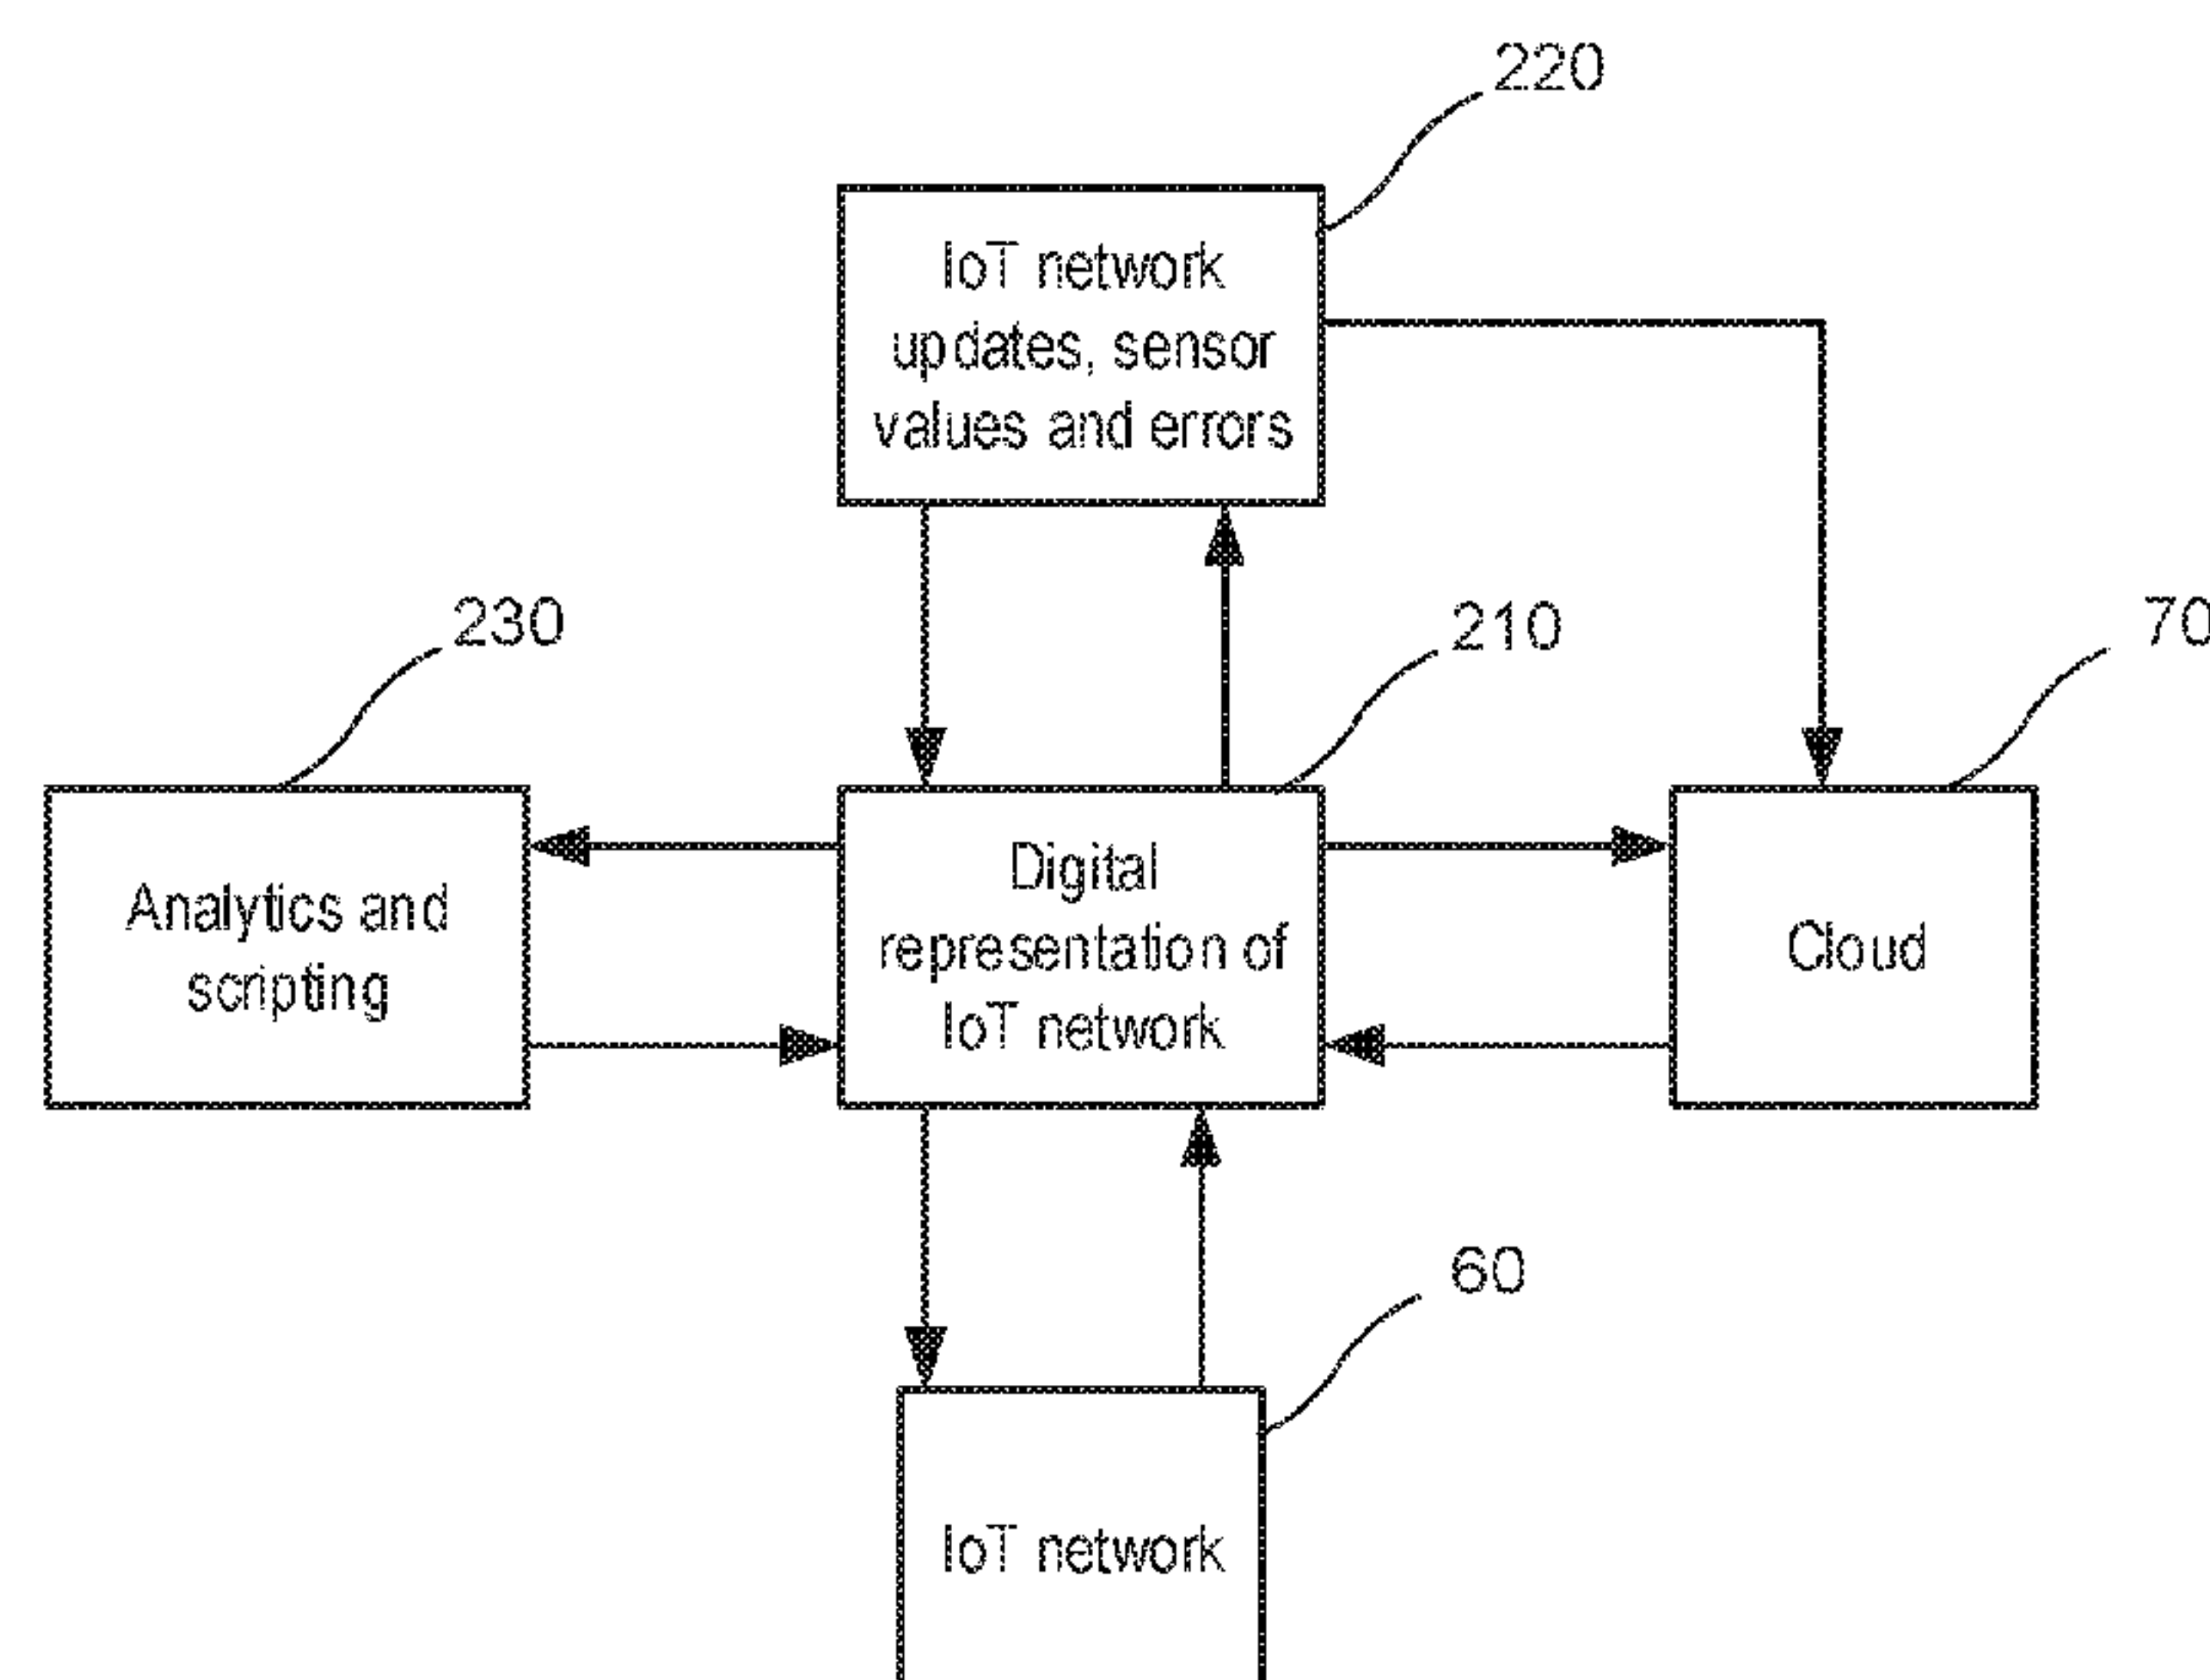 220
IoT network
updates, sensor
values and errors
230
210
70
Analytics and
scripting
Digital
representation of
IoT network
Cloud
60
IoT network